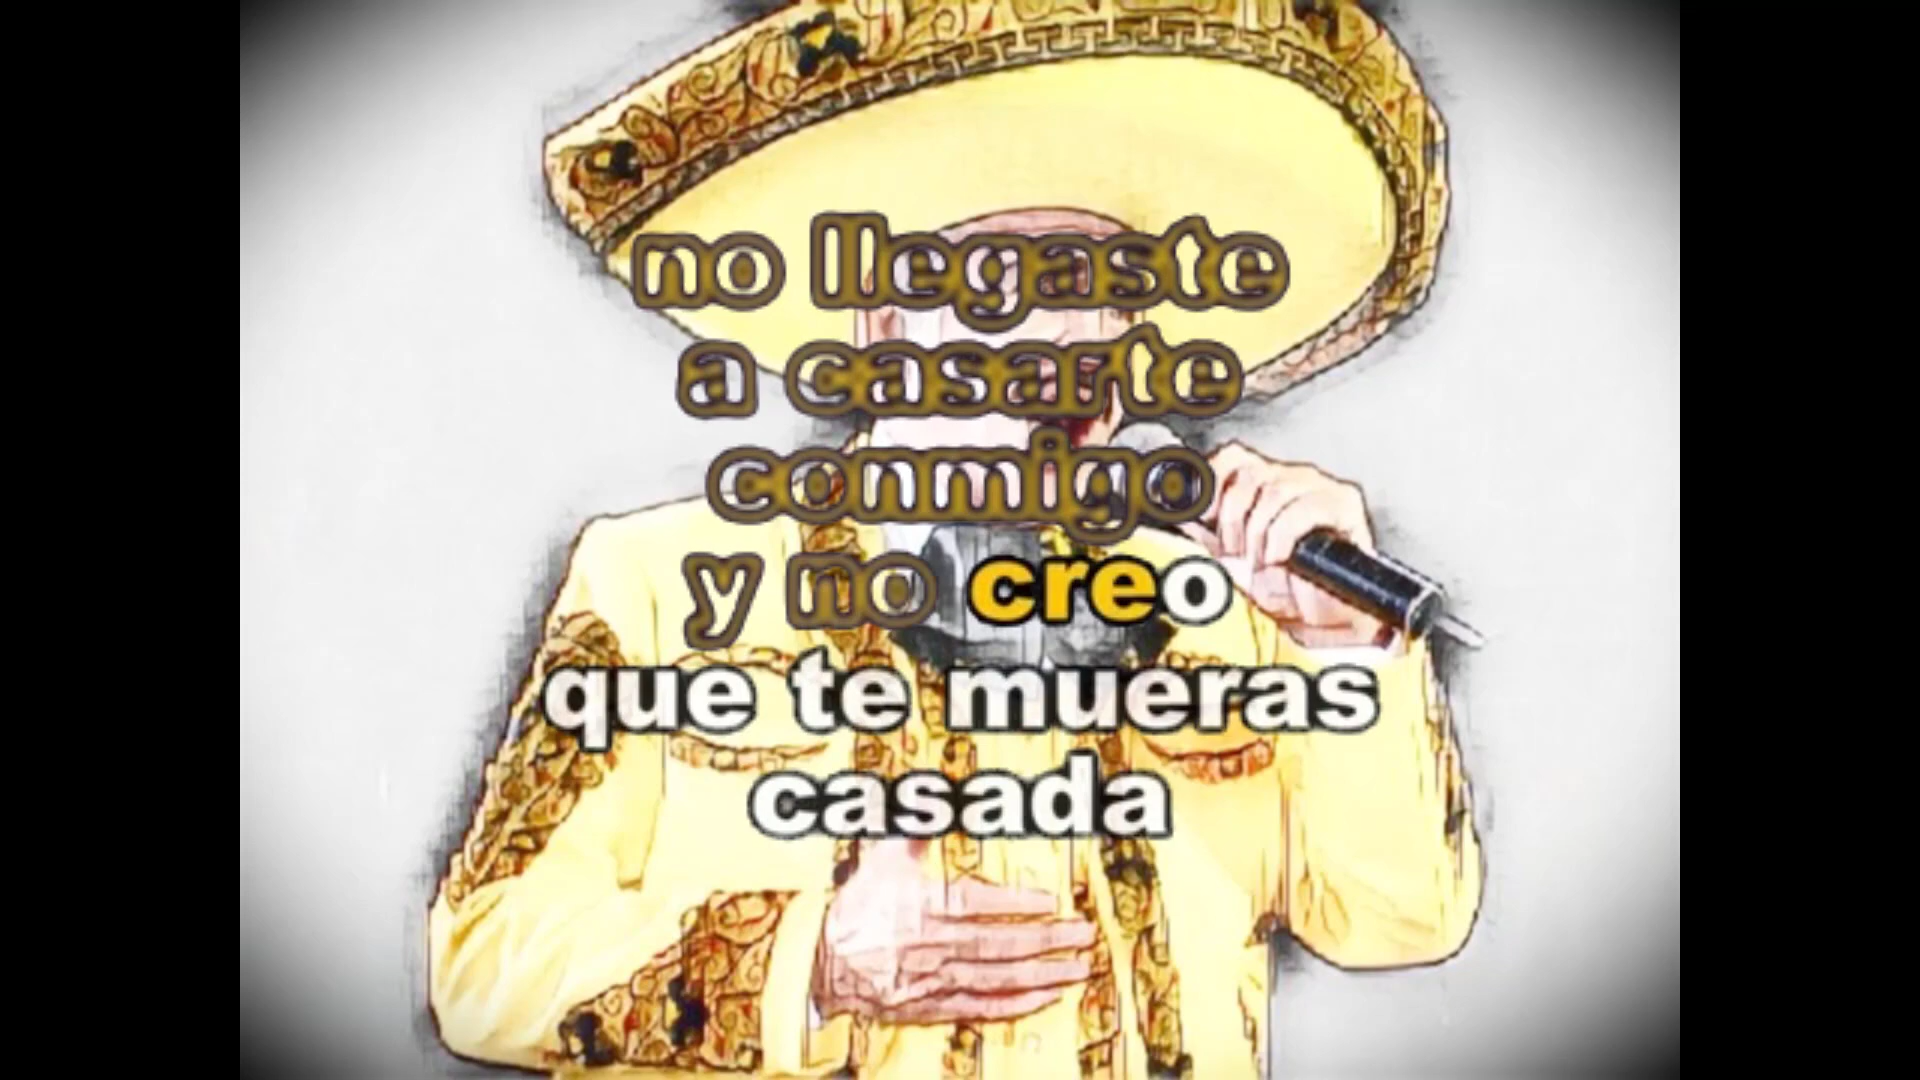 no llegaste
a casarte
conmigo
y no creo
que te mueras
casada